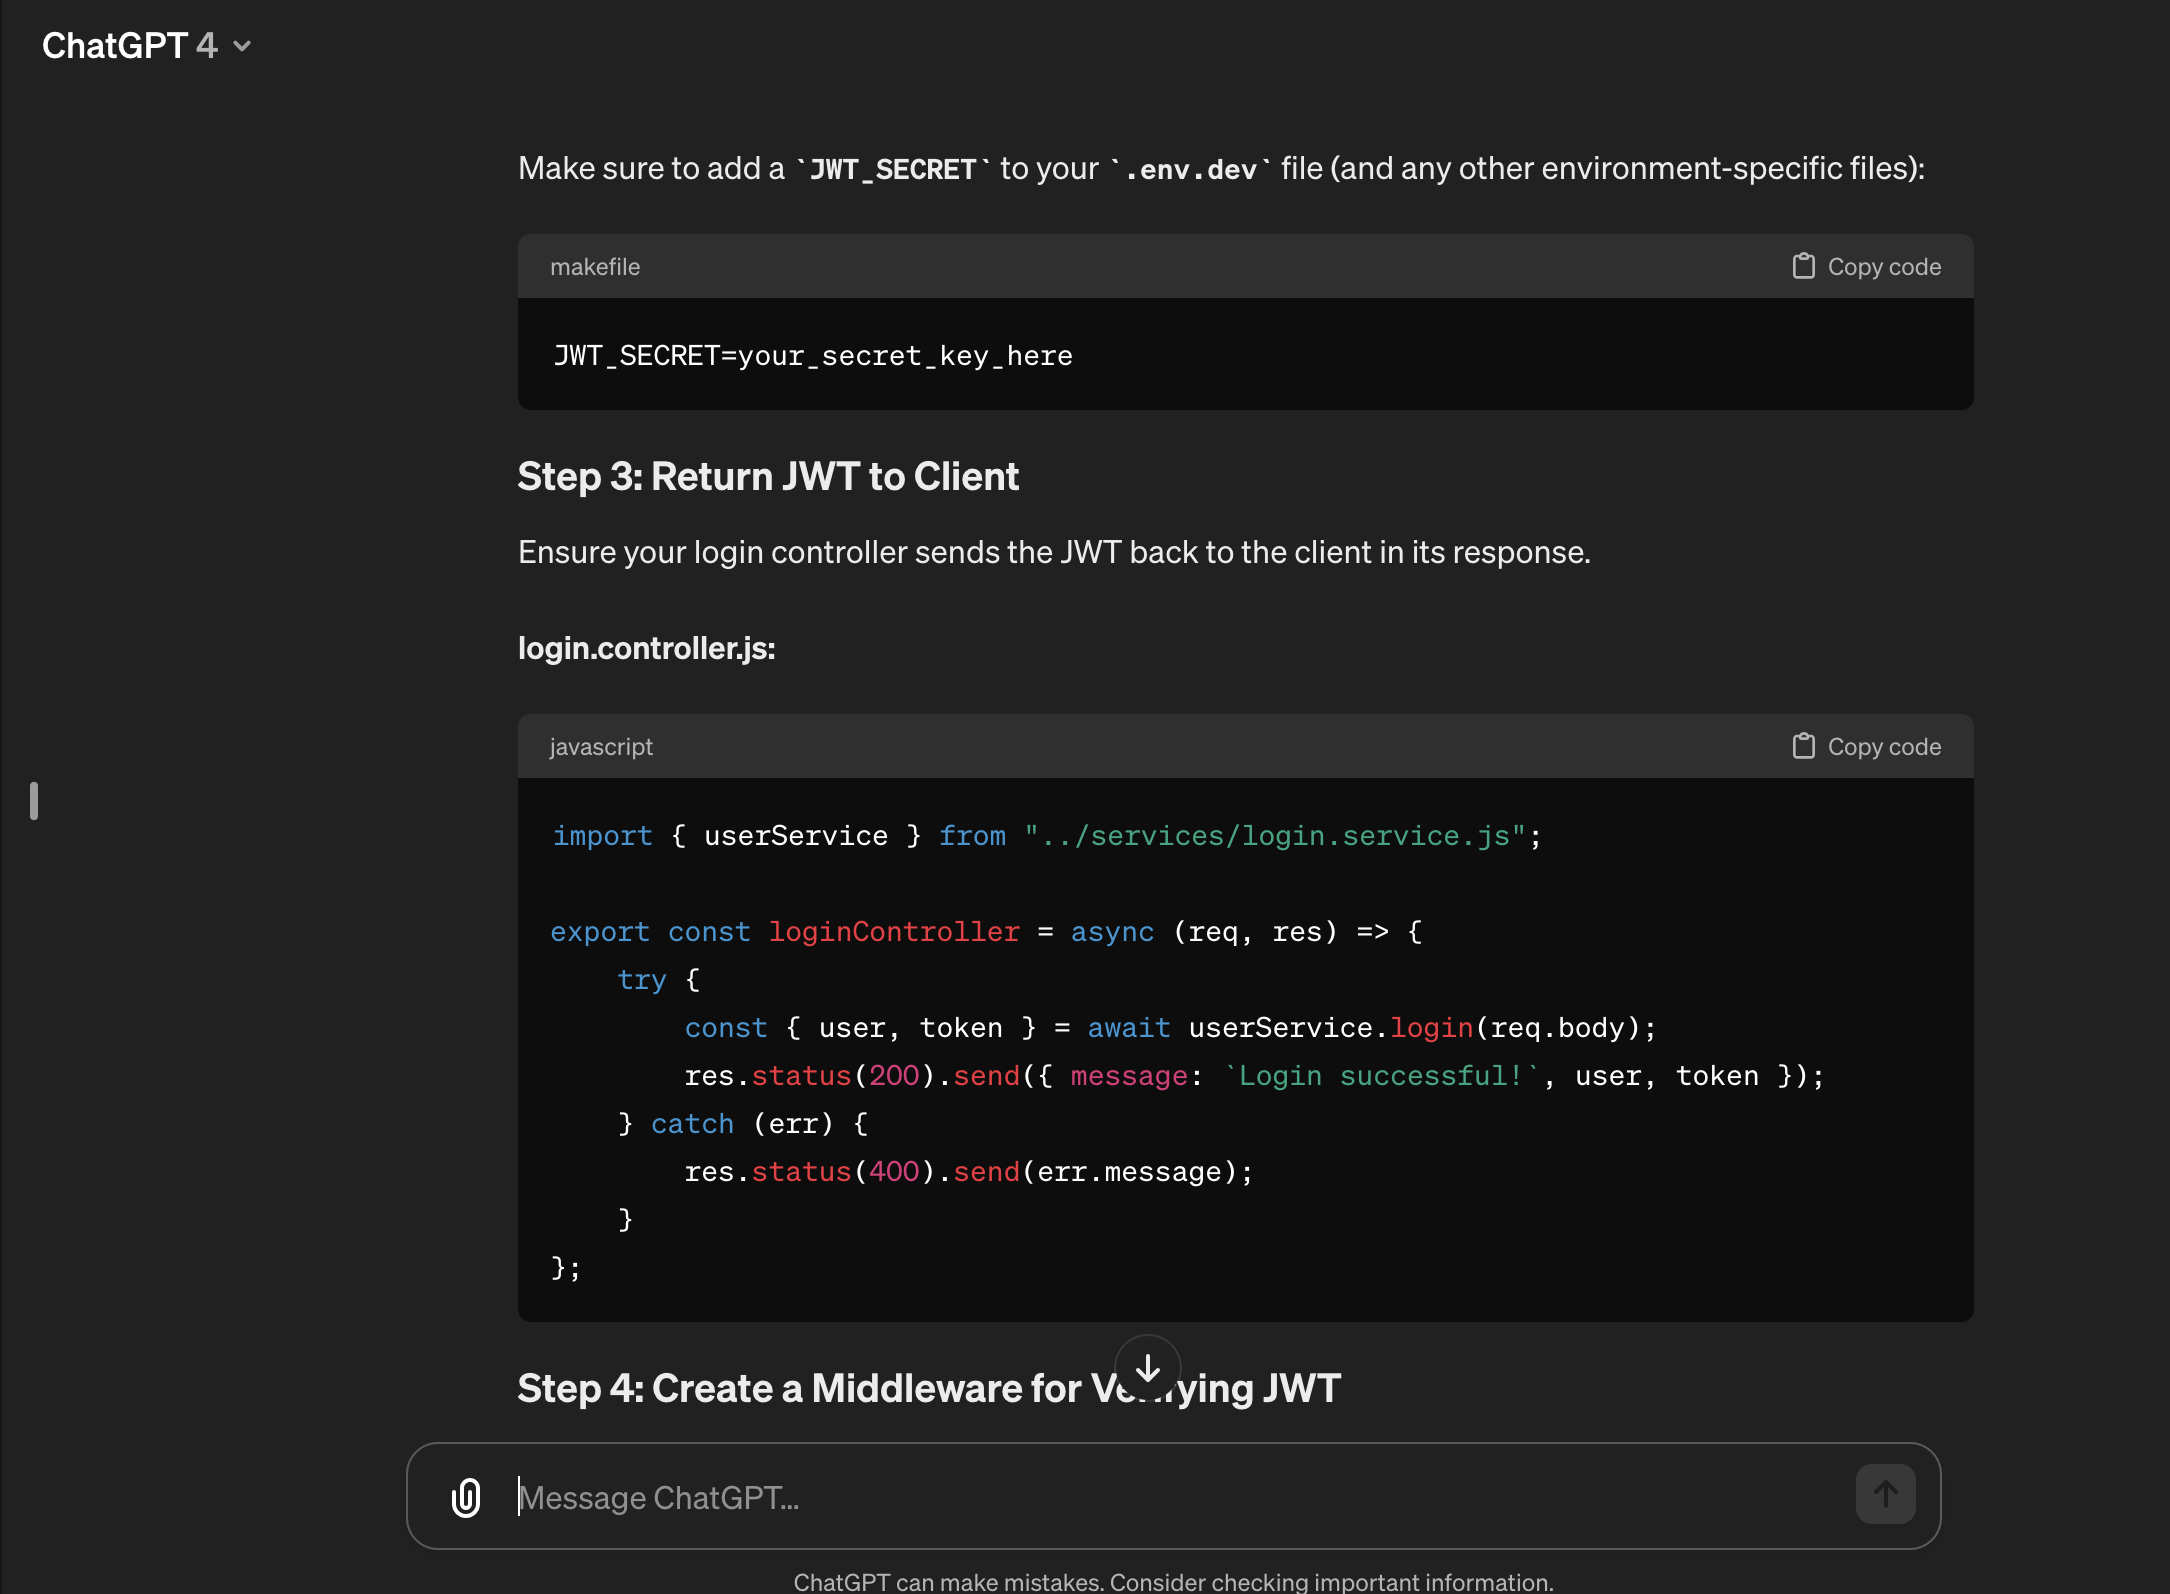 ChatGPT 4
Make sure to add a `JWT_SECRET` to your `.env.dev` file (and any other environment-specific files):
makefile
Copy code
JWT_SECRET=your_secret_key_here
Step 3: Return JWT to Client
Ensure your login controller sends the JWT back to the client in its response.
login.controller.js:
javascript
Copy code
import { userService } from "../services/login.service.js";
export const loginController = async (req, res) => {
    try {
        const { user, token } = await userService.login(req.body);
        res.status(200).send({ message: `Login successful!`, user, token });
    } catch (err) {
        res.status(400).send(err.message);
    }
};
Step 4: Create a Middleware for Verifying JWT
Message ChatGPT...
ChatGPT can make mistakes. Consider checking important information.